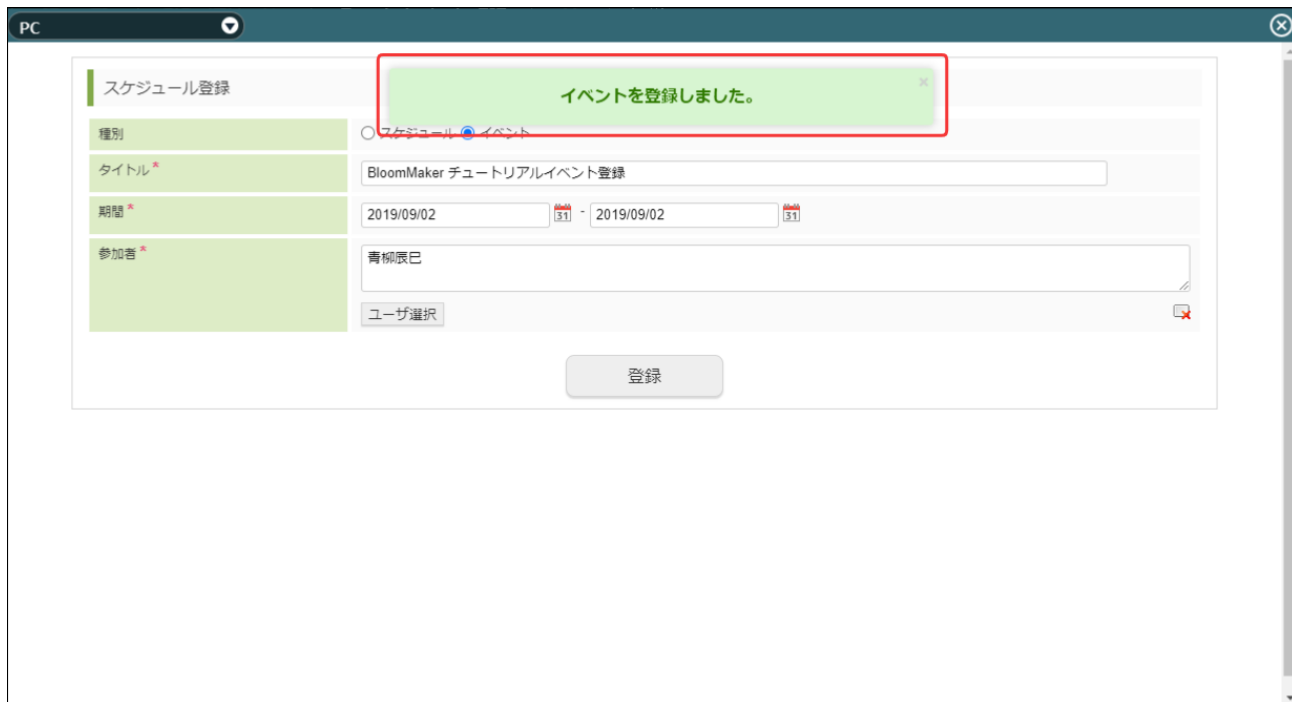 PC
イベントを登録しました。
×
スケジュール登録
種別
スケジュール イベント
タイトル*
BloomMaker チュートリアルイベント登録
期間*
2019/09/02 31 - 2019/09/02 31
参加者*
青柳辰巳
ユーザ選択
登録